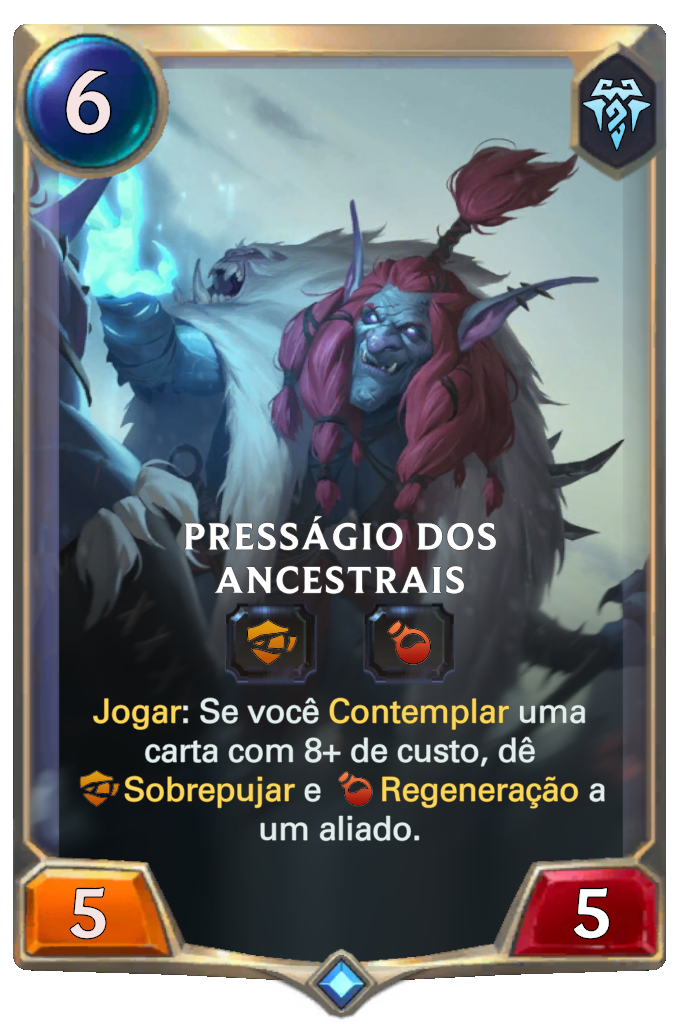 6
PRESSÁGIO DOS
ANCESTRAIS
Jogar: Se você Contemplar uma
carta com 8+ de custo, dê
Sobrepujar e Regeneração a
um aliado.
5 5